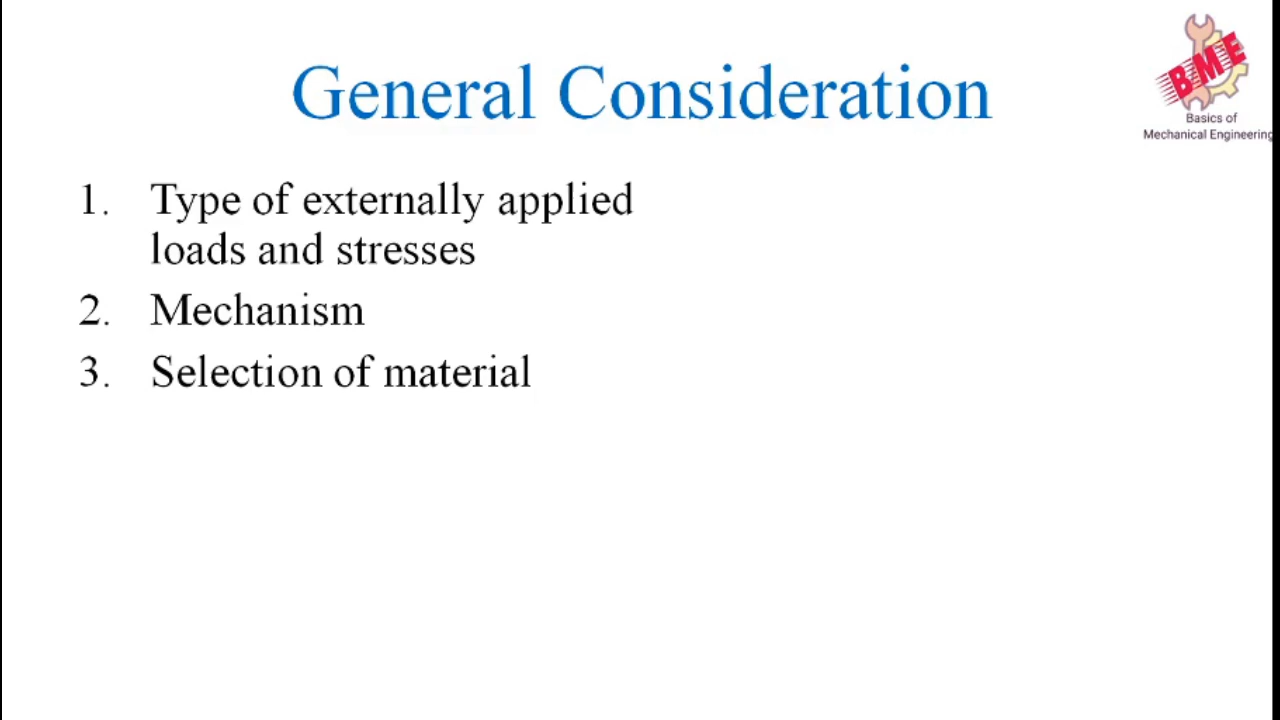 General Consideration
BME
Basics of
Mechanical Engineering
1. Type of externally applied
loads and stresses
2. Mechanism
3. Selection of material